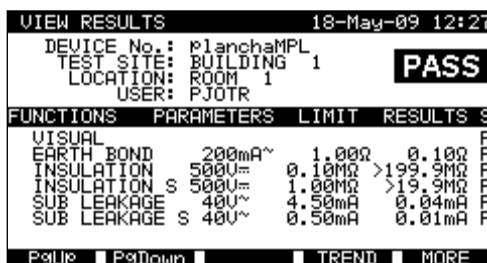 VIEW RESULTS 18-May-09 12:27
DEVICE No.: planchaMPL
TEST SITE: BUILDING 1
LOCATION: ROOM 1
USER: PJOTR
PASS
FUNCTIONS PARAMETERS LIMIT RESULTS S
VISUAL P
EARTH BOND 200mA~ 1.00Ω 0.10Ω P
INSULATION 500V⎓ 0.10MΩ >199.9MΩ P
INSULATION S 500V⎓ 1.00MΩ >19.9MΩ P
SUB LEAKAGE 40V~ 4.50mA 0.04mA P
SUB LEAKAGE S 40V~ 0.50mA 0.01mA P
PgUp PgDown TREND MORE